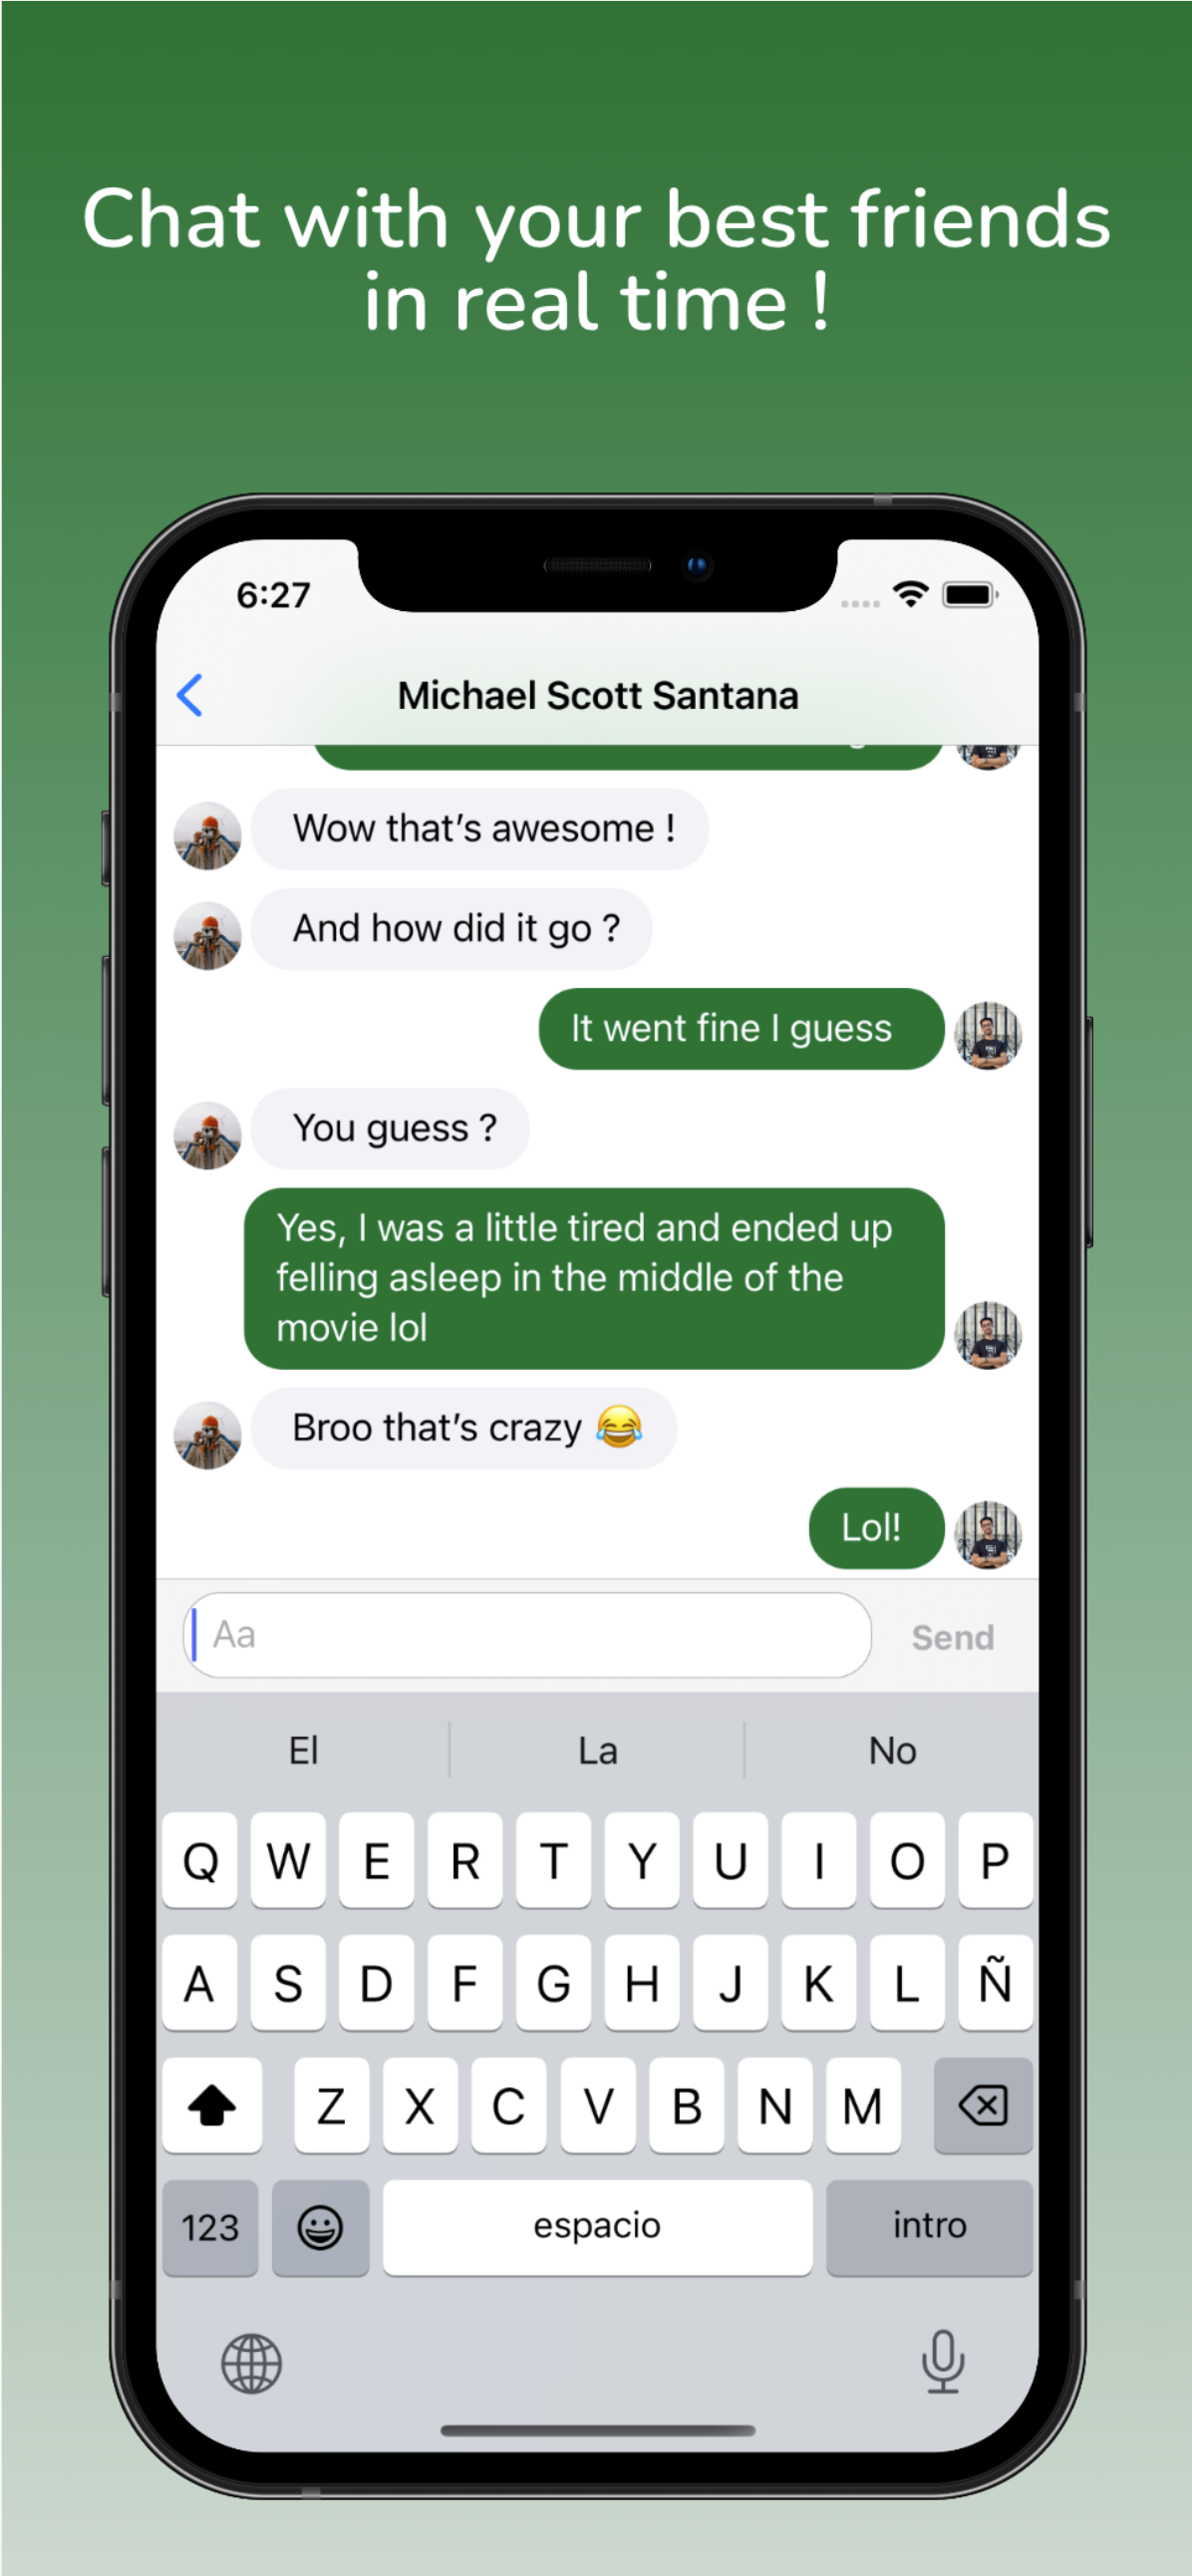 Chat with your best friends
in real time !
6:27
Michael Scott Santana
Wow that's awesome !
And how did it go ?
It went fine I guess
You guess ?
Yes, I was a little tired and ended up
felling asleep in the middle of the
movie lol
Broo that's crazy 😂
Lol!
Aa
Send
El
La
No
Q W E R T Y U I O P
A S D F G H J K L Ñ
Z X C V B N M
123
espacio
intro